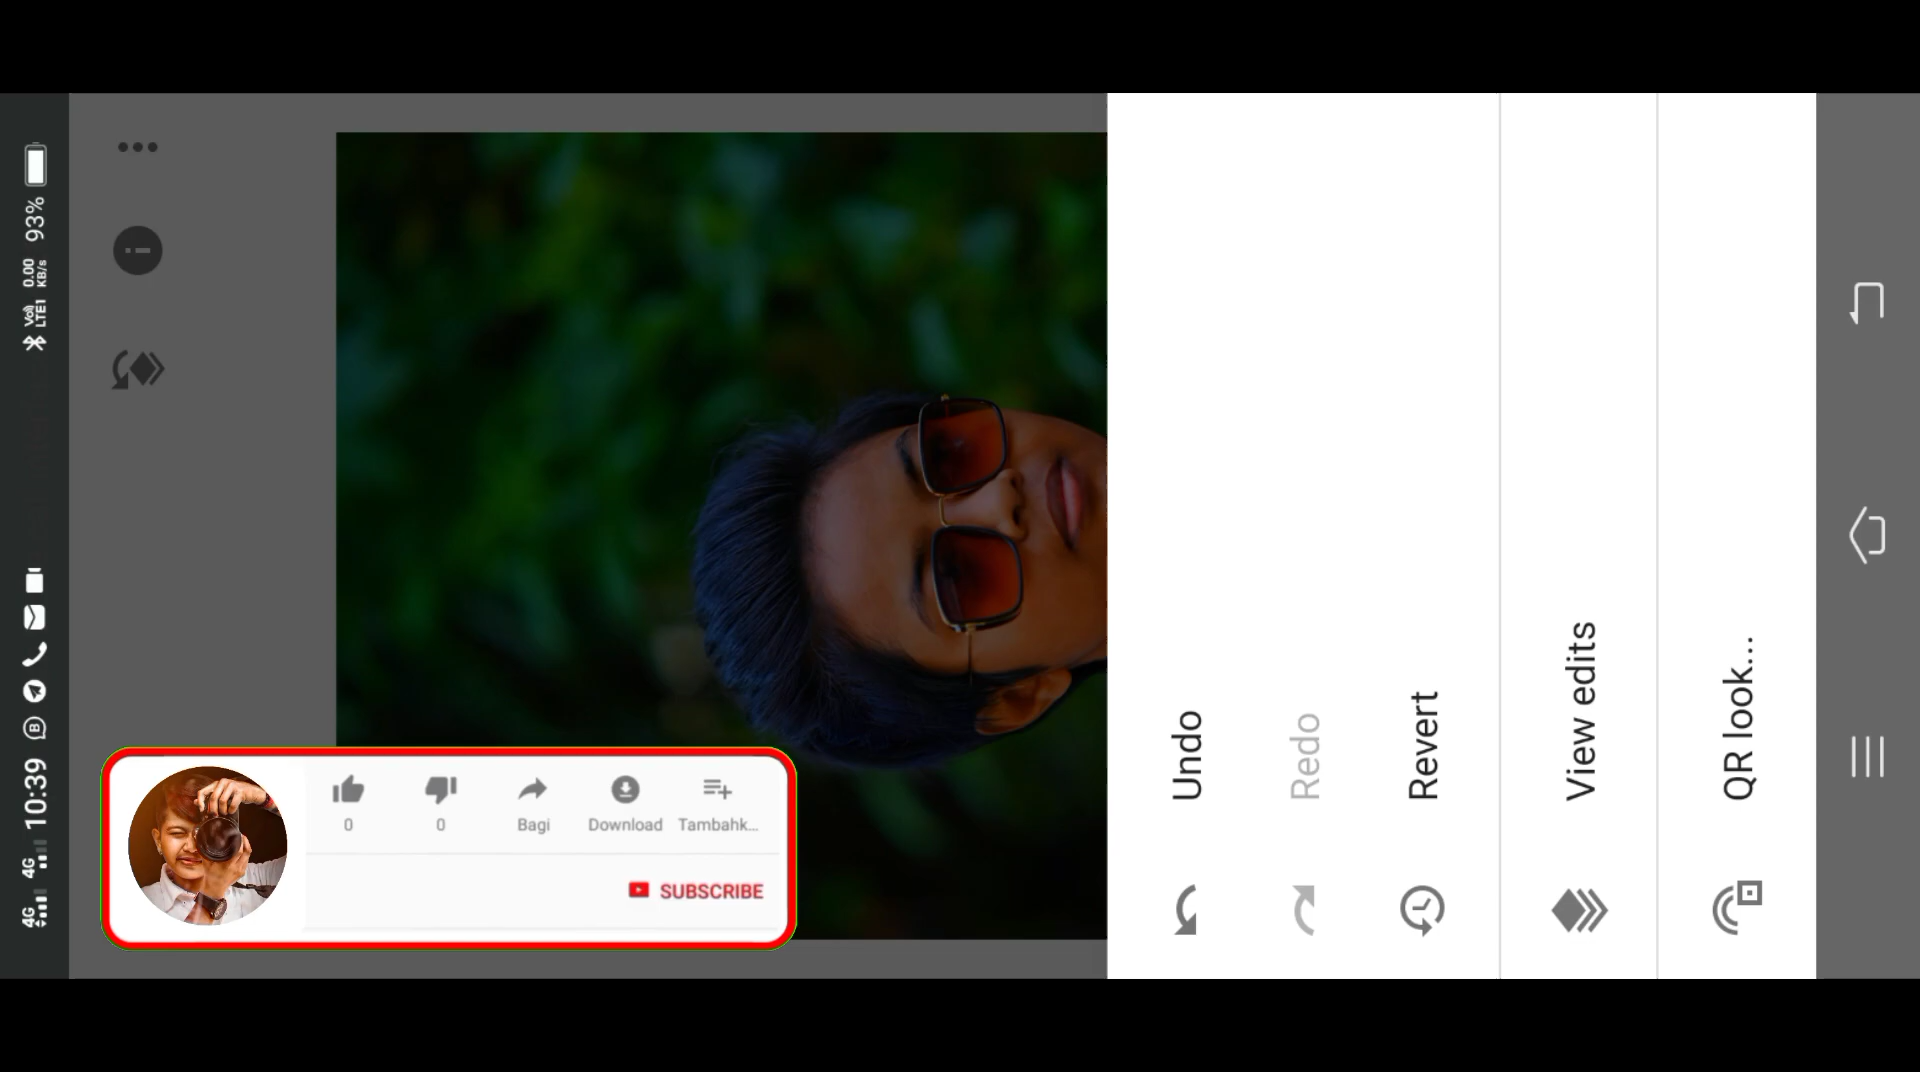 4G 4G 10:39
VoI) LTE1 0.00 KB/s 93%
Undo
Redo
Revert
View edits
QR look...
0
0
Bagi
Download
Tambahk...
SUBSCRIBE